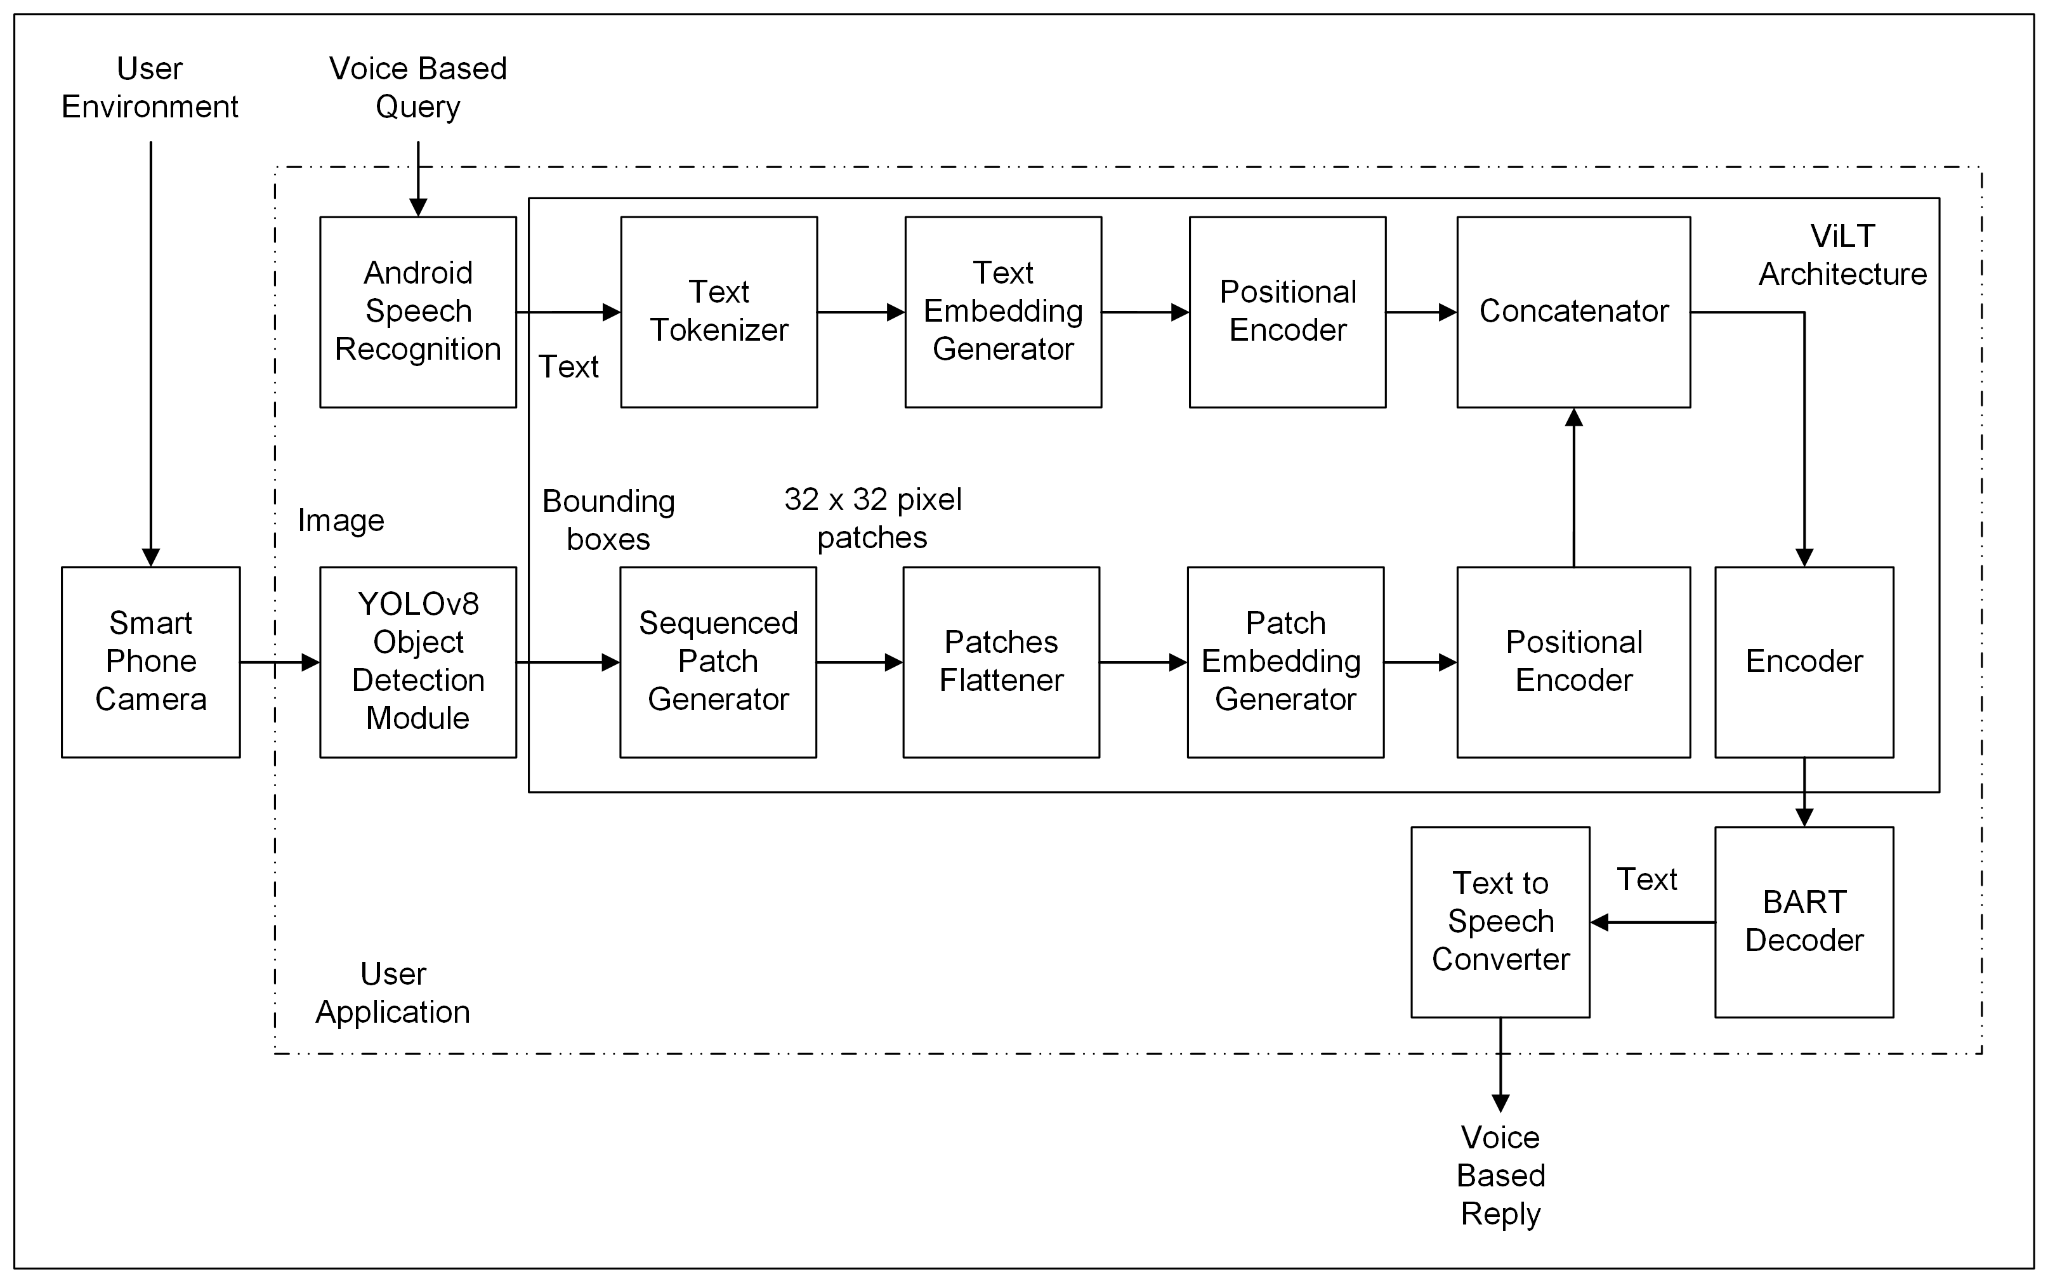 User
Environment
Voice Based
Query
ViLT
Architecture
Android
Speech
Recognition
Text
Text
Tokenizer
Text
Embedding
Generator
Positional
Encoder
Concatenator
Image
Bounding
boxes
32 x 32 pixel
patches
Smart
Phone
Camera
YOLOv8
Object
Detection
Module
Sequenced
Patch
Generator
Patches
Flattener
Patch
Embedding
Generator
Positional
Encoder
Encoder
Text to
Speech
Converter
Text
BART
Decoder
User
Application
Voice
Based
Reply